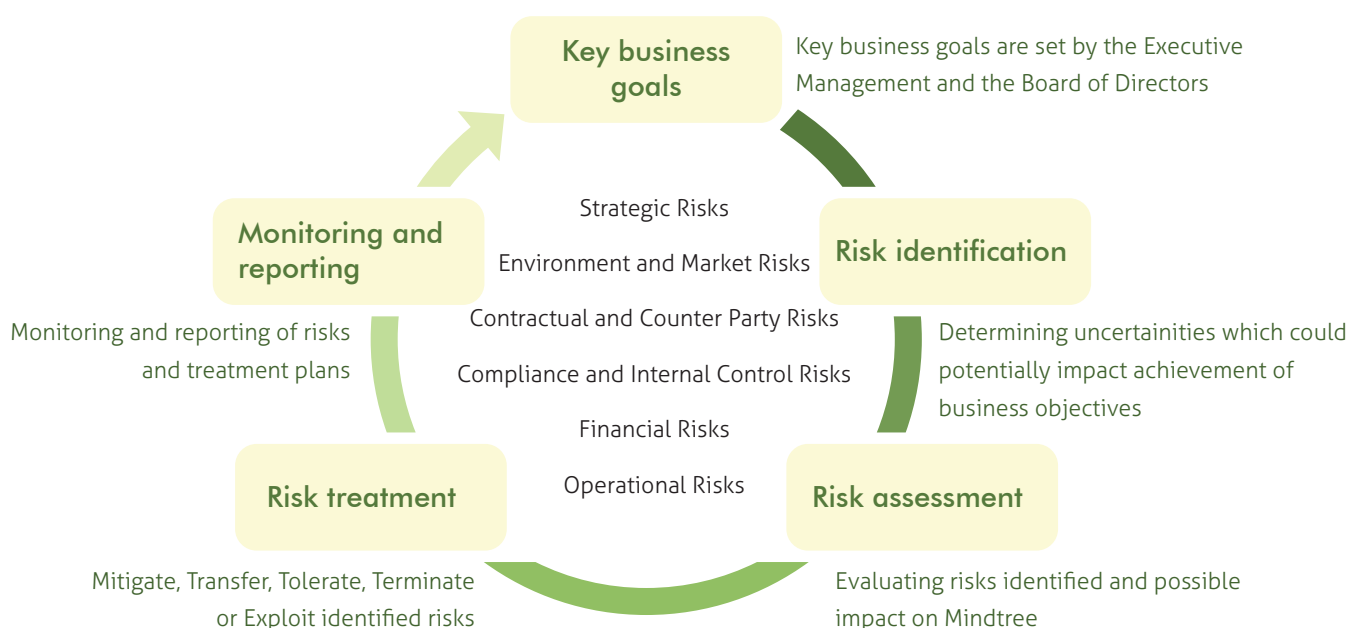 Key business
goals
Key business goals are set by the Executive
Management and the Board of Directors
Risk identification
Determining uncertainities which could
potentially impact achievement of
business objectives
Risk assessment
Evaluating risks identified and possible
impact on Mindtree
Risk treatment
Mitigate, Transfer, Tolerate, Terminate
or Exploit identified risks
Monitoring and
reporting
Monitoring and reporting of risks
and treatment plans
Strategic Risks
Environment and Market Risks
Contractual and Counter Party Risks
Compliance and Internal Control Risks
Financial Risks
Operational Risks